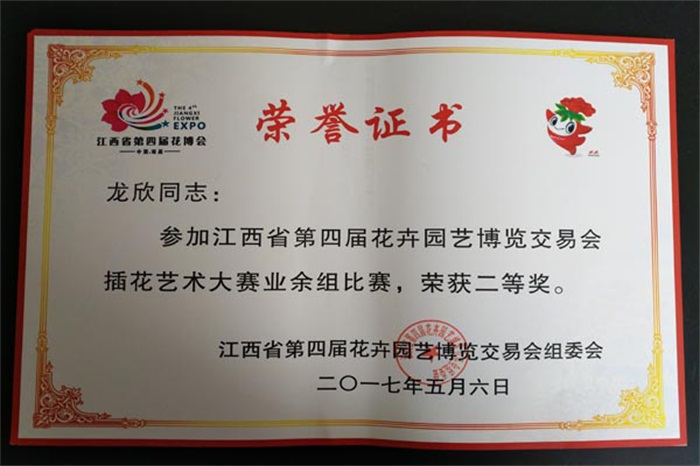 THE 4TH
JIANGXI
FLOWER
EXPO
江西省第四届花博会
荣誉证书
龙欣同志：
参加江西省第四届花卉园艺博览交易会
插花艺术大赛业余组比赛，荣获二等奖。
江西省第四届花卉园艺博览交易会组委会
二〇一七年五月六日